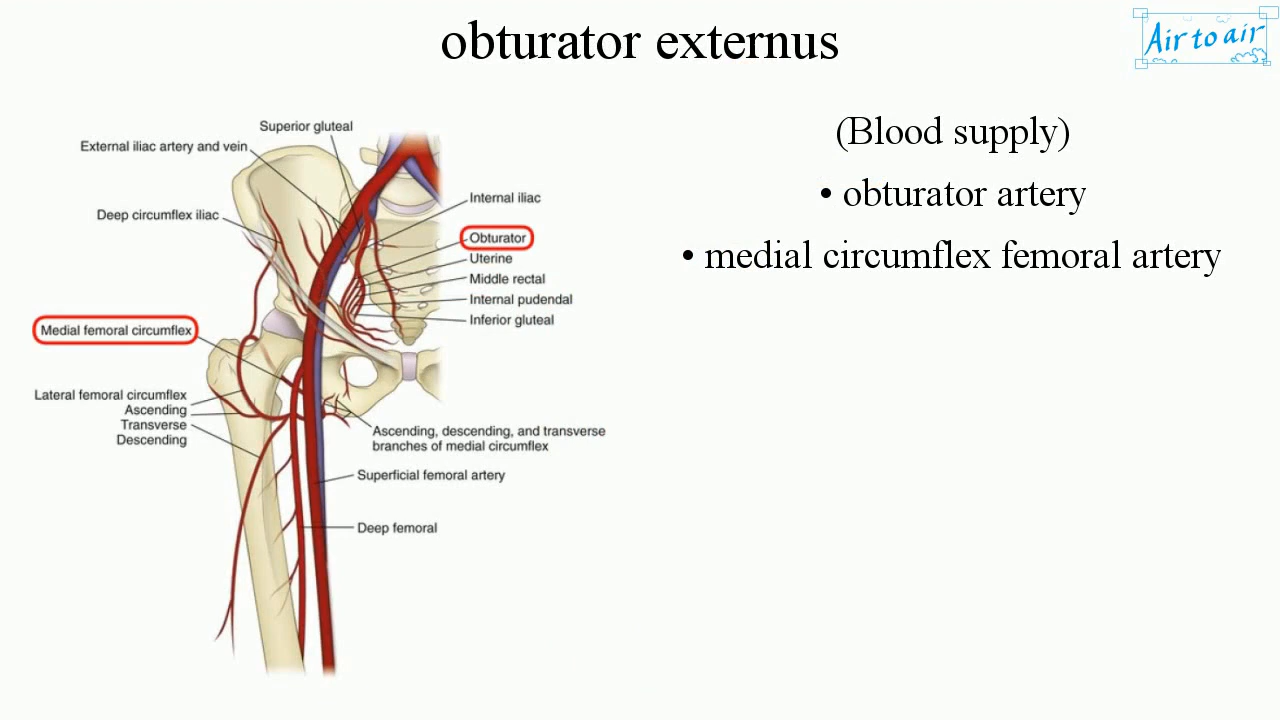 obturator externus
Air to air
(Blood supply)
• obturator artery
• medial circumflex femoral artery
Superior gluteal
External iliac artery and vein
Deep circumflex iliac
Internal iliac
Obturator
Uterine
Middle rectal
Internal pudendal
Inferior gluteal
Medial femoral circumflex
Lateral femoral circumflex
Ascending
Transverse
Descending
Ascending, descending, and transverse
branches of medial circumflex
Superficial femoral artery
Deep femoral